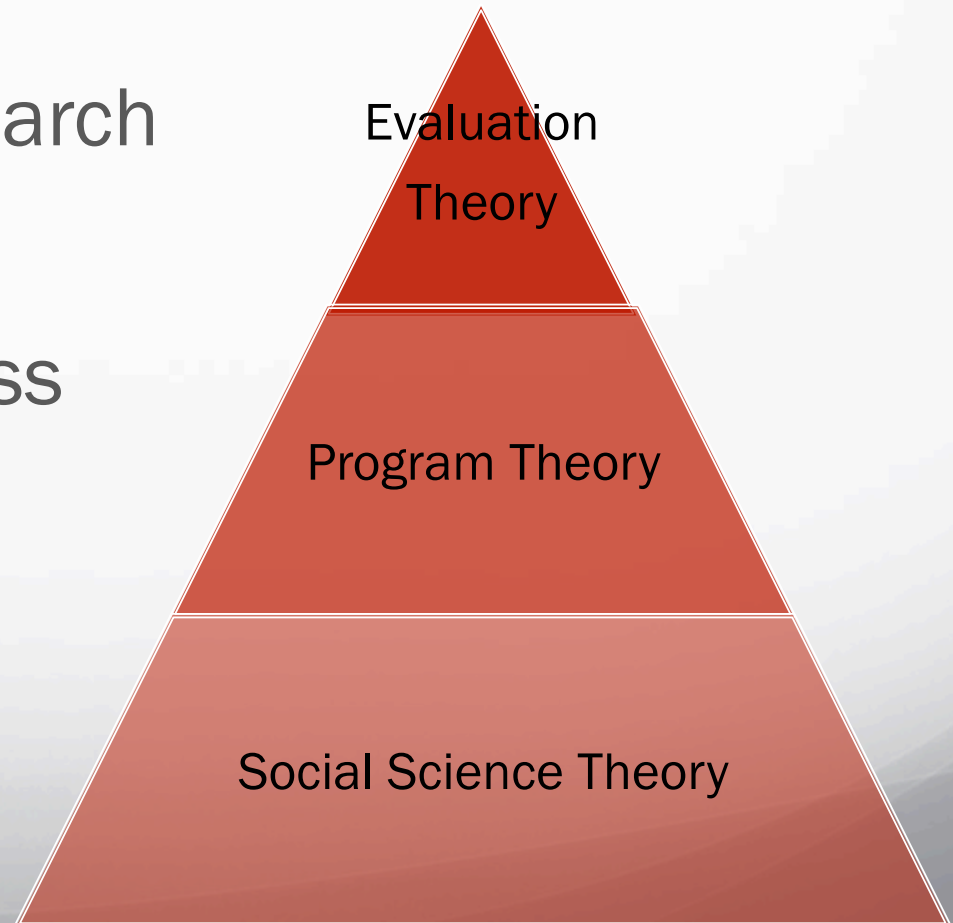 arch
ss
Evaluation
Theory
Program Theory
Social Science Theory